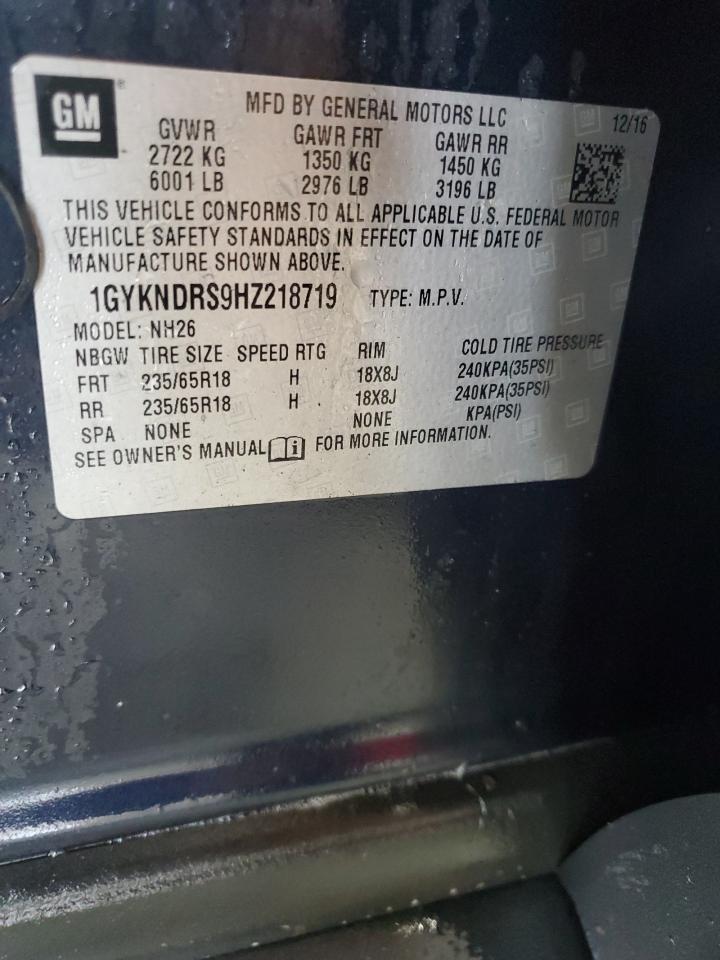 GM®
MFD BY GENERAL MOTORS LLC
12/16
GVWR GAWR FRT GAWR RR
2722 KG 1350 KG 1450 KG
6001 LB 2976 LB 3196 LB
THIS VEHICLE CONFORMS TO ALL APPLICABLE U.S. FEDERAL MOTOR
VEHICLE SAFETY STANDARDS IN EFFECT ON THE DATE OF
MANUFACTURE SHOWN ABOVE.
1GYKNDRS9HZ218719 TYPE: M.P.V.
MODEL: NH26
NBGW TIRE SIZE SPEED RTG RIM COLD TIRE PRESSURE
FRT 235/65R18 H 18X8J 240KPA(35PSI)
RR 235/65R18 H 18X8J 240KPA(35PSI)
SPA NONE NONE KPA(PSI)
SEE OWNER'S MANUAL i FOR MORE INFORMATION.